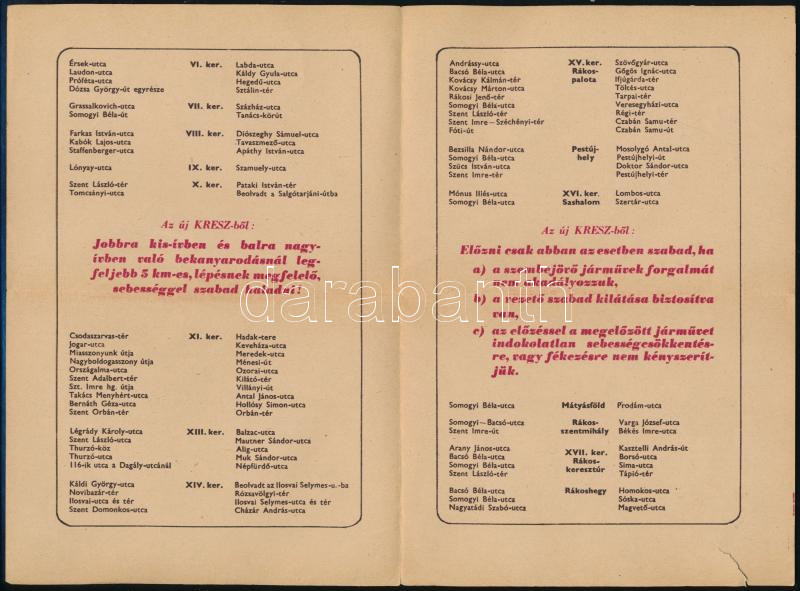 Érsek-utca VI. ker. Labda-utca
Laudon-utca Káldy Gyula-utca
Próféta-utca Hegedű-utca
Dózsa György-út egyrésze Sztálin-tér
Grassalkovich-utca VII. ker. Százház-utca
Somogyi Béla-út Tanács-körút
Farkas István-utca VIII. ker. Diószeghy Sámuel-utca
Kabók Lajos-utca Tavaszmező-utca
Staffenberger-utca Apáthy István-utca
Lónyay-utca IX. ker. Szamuely-utca
Szent László-tér X. ker. Pataki István-tér
Tomcsányi-utca Beolvadt a Salgótarjáni-útba
Az új KRESZ-ből:
Jobbra kis-ívben és balra nagy-
ívben való bekanyarodásnál leg-
feljebb 5 km-es, lépésnek megfelelő,
sebességgel szabad haladni!
Csodaszarvas-tér XI. ker. Hadak-tere
Jogar-utca Keveháza-utca
Miasszonyunk útja Meredek-utca
Nagyboldogasszony útja Ménesi-út
Országalma-utca Ozorai-utca
Szent Adalbert-tér Kilátó-tér
Szt. Imre hg. útja Villányi-út
Takács Menyhért-utca Antal János-utca
Bernáth Géza-utca Hollósy Simon-utca
Szent Orbán-tér Orbán-tér
Légrády Károly-utca XIII. ker. Balzac-utca
Szent László-utca Mautner Sándor-utca
Thurzó-köz Alig-utca
Thurzó-utca Muk Sándor-utca
116-ik utca a Dagály-utcánál Népfürdő-utca
Káldi György-utca XIV. ker. Beolvadt az Ilosvai Selymes-u.-ba
Novibazár-tér Rózsavölgyi-tér
Ilosvai-utca és tér Ilosvai Selymes-utca és tér
Szent Domonkos-utca Cházár András-utca
Andrássy-utca XV. ker. Szövőgyár-utca
Bacsó Béla-utca Rákos- Gőgös Ignác-utca
Kovácsy Kálmán-tér palota Ifjúgárda-tér
Kovácsy Márton-utca Töltés-utca
Rákosi Jenő-tér Tarpai-tér
Somogyi Béla-utca Veresegyházi-utca
Szent László-tér Régi-tér
Szent Imre—Széchényi-tér Czabán Samu-tér
Fóti-út Czabán Samu-út
Bezsilla Nándor-utca Pestúj- Mosolygó Antal-utca
Somogyi Béla-utca hely Pestújhelyi-út
Szűcs István-utca Doktor Sándor-utca
Szent Imre-tér Pestújhelyi-tér
Mónus Illés-utca XVI. ker. Lombos-utca
Somogyi Béla-utca Sashalom Szertár-utca
Az új KRESZ-ből:
Előzni csak abban az esetben szabad, ha
a) a szembejövő járművek forgalmát
nem akadályozzuk,
b) a vezető szabad kilátása biztosítva
van,
c) az előzéssel a megelőzött járművet
indokolatlan sebességcsökkentés-
re, vagy fékezésre nem kényszerít-
jük.
Somogyi Béla-utca Mátyásföld Prodám-utca
Somogyi—Bacsó-utca Rákos- Varga József-utca
Szent Imre-út szentmihály Békés Imre-utca
Arany János-utca XVII. ker. Kasztelli András-út
Bacsó Béla-utca Rákos- Borsó-utca
Somogyi Béla-utca keresztúr Sima-utca
Szent László-tér Tápió-tér
Bacsó Béla-utca Rákoshegy Homokos-utca
Somogyi Béla-utca Sóska-utca
Nagyatádi Szabó-utca Magvető-utca
darabanth